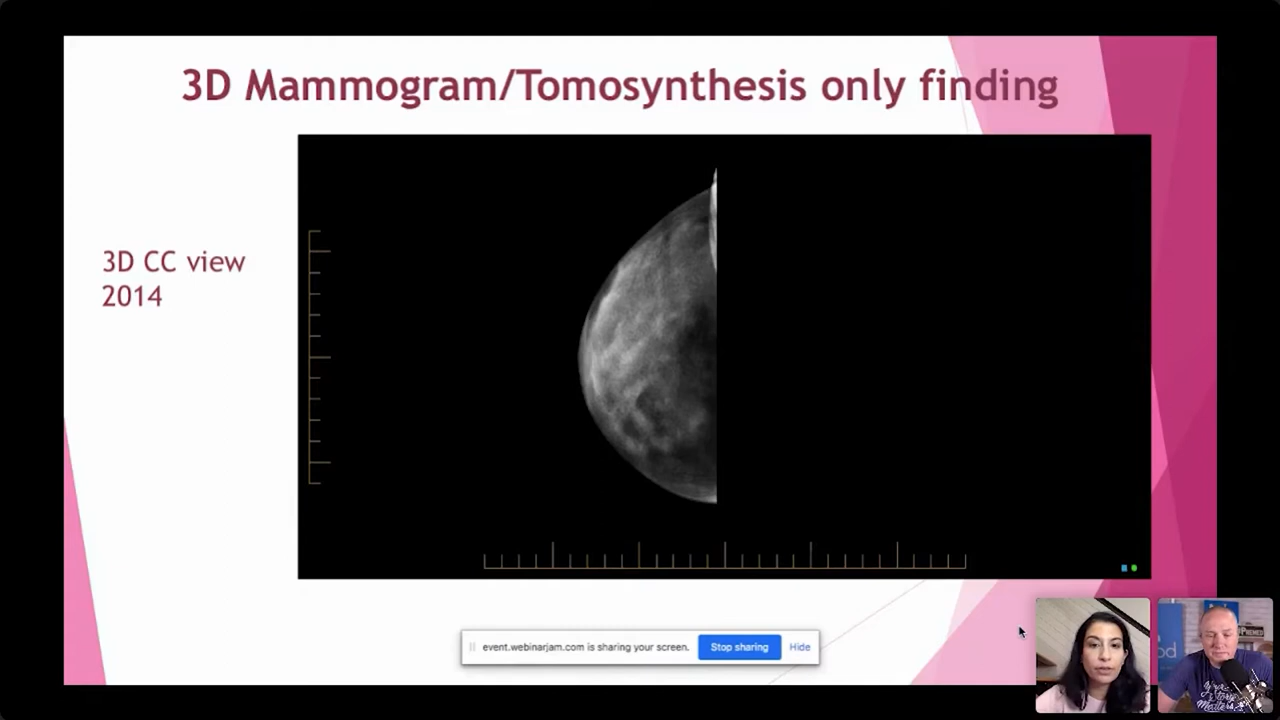 3D Mammogram/Tomosynthesis only finding
3D CC view
2014
event.webinarjam.com is sharing your screen.
Stop sharing
Hide